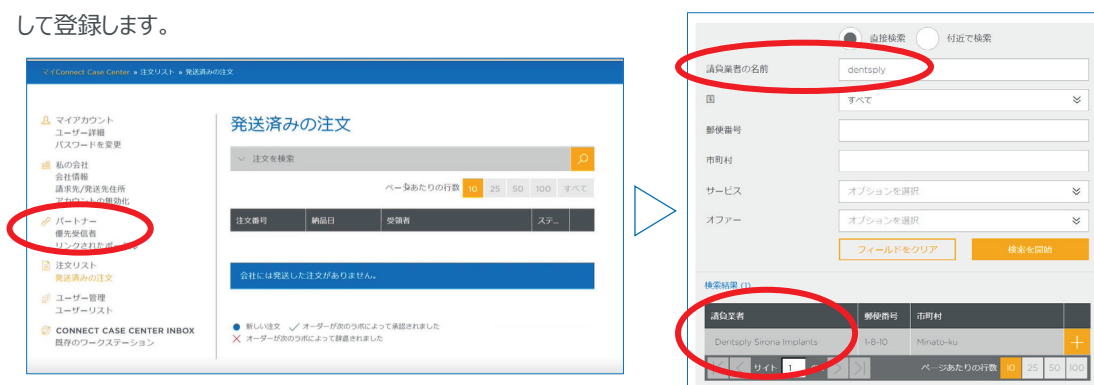 して登録します。
マイConnect Case Center » 注文リスト » 発送済みの注文
マイアカウント
ユーザー詳細
パスワードを変更
私の会社
会社情報
請求先/発送先住所
アカウントの無効化
パートナー
優先受信者
リンクされたポータル
注文リスト
発送済みの注文
ユーザー管理
ユーザーリスト
CONNECT CASE CENTER INBOX
既存のワークステーション
発送済みの注文
注文を検索
ページあたりの行数 10 25 50 100 すべて
注文番号 納品日 受領者 ステ...
会社には発送した注文がありません。
新しい注文 オーダーが次のラボによって承認されました
オーダーが次のラボによって辞退されました
直接検索 付近で検索
請負業者の名前 dentsply
国 すべて
郵便番号
市町村
サービス オプションを選択
オファー オプションを選択
フィールドをクリア 検索を開始
検索結果 (1)
請負業者 郵便番号 市町村
Dentsply Sirona Implants 1-8-10 Minato-ku
サイト 1 ページあたりの行数 10 25 50 100